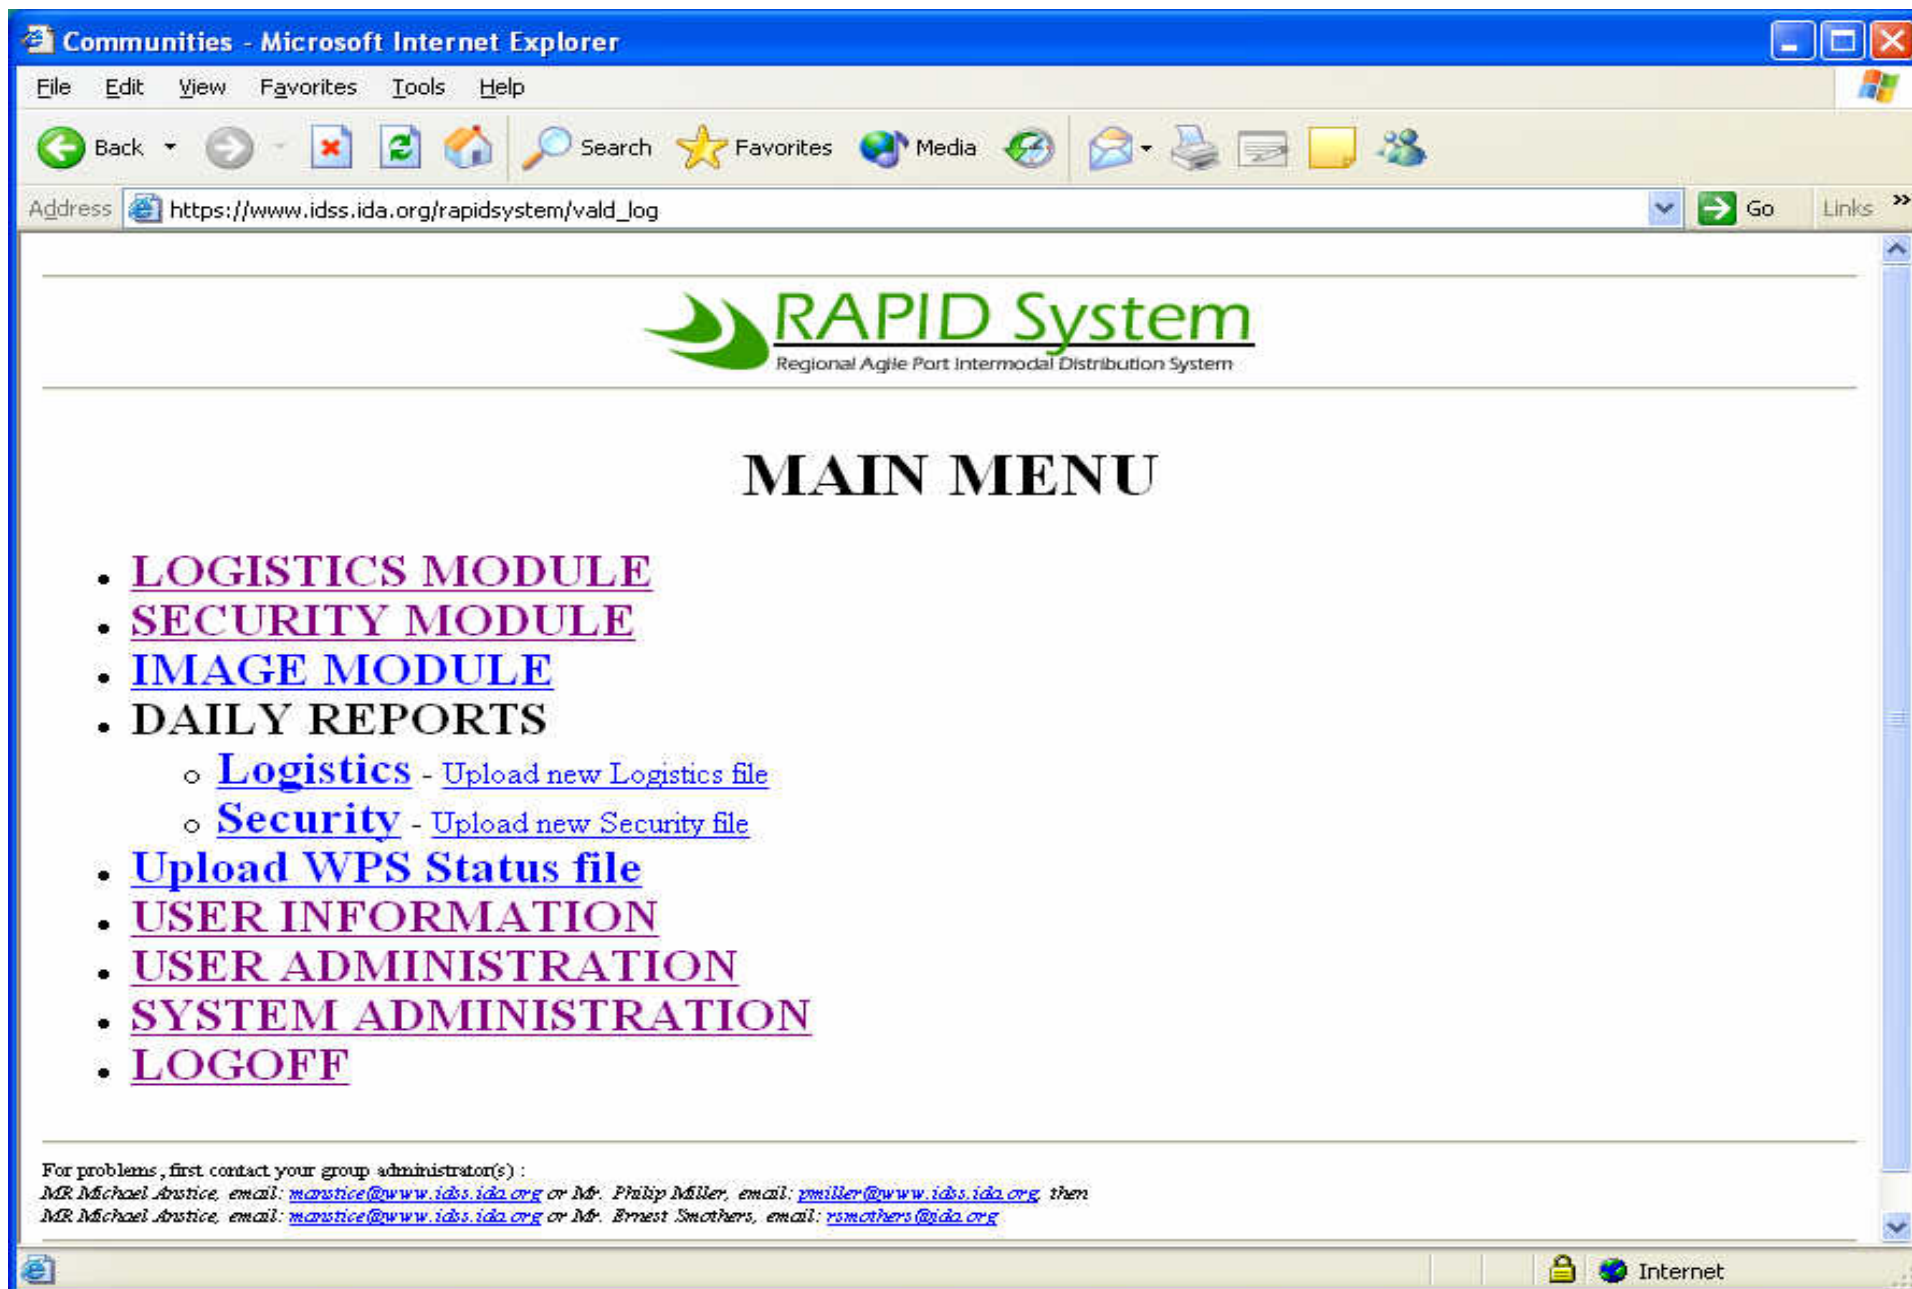 Communities - Microsoft Internet Explorer
File Edit View Favorites Tools Help
Back Search Favorites Media
Address https://www.idss.ida.org/rapidsystem/vald_log Go Links »
RAPID System
Regional Agile Port Intermodal Distribution System
MAIN MENU
LOGISTICS MODULE
SECURITY MODULE
IMAGE MODULE
DAILY REPORTS
Logistics - Upload new Logistics file
Security - Upload new Security file
Upload WPS Status file
USER INFORMATION
USER ADMINISTRATION
SYSTEM ADMINISTRATION
LOGOFF
For problems, first contact your group administrator(s) :
MR Michael Anstice, email: manstice@www.idss.ida.org or Mr. Philip Miller, email: pmiller@www.idss.ida.org, then
MR Michael Anstice, email: manstice@www.idss.ida.org or Mr. Ernest Smothers, email: rsmothers@ida.org
Internet